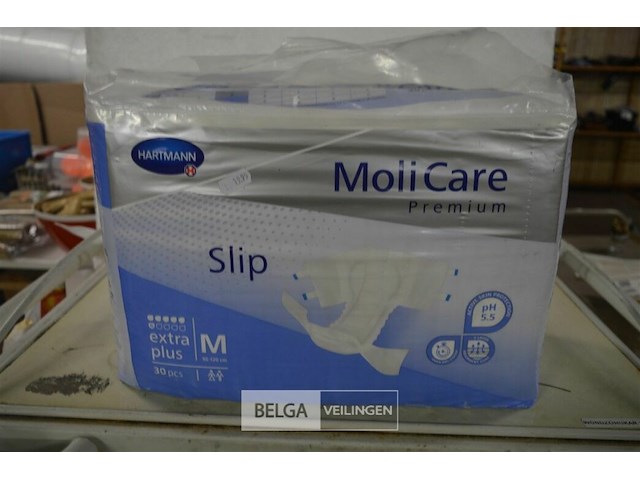 HARTMANN
MoliCare
Premium
Slip
extra
plus
M
30 pcs
pH
5.5
BELGA VEILINGEN